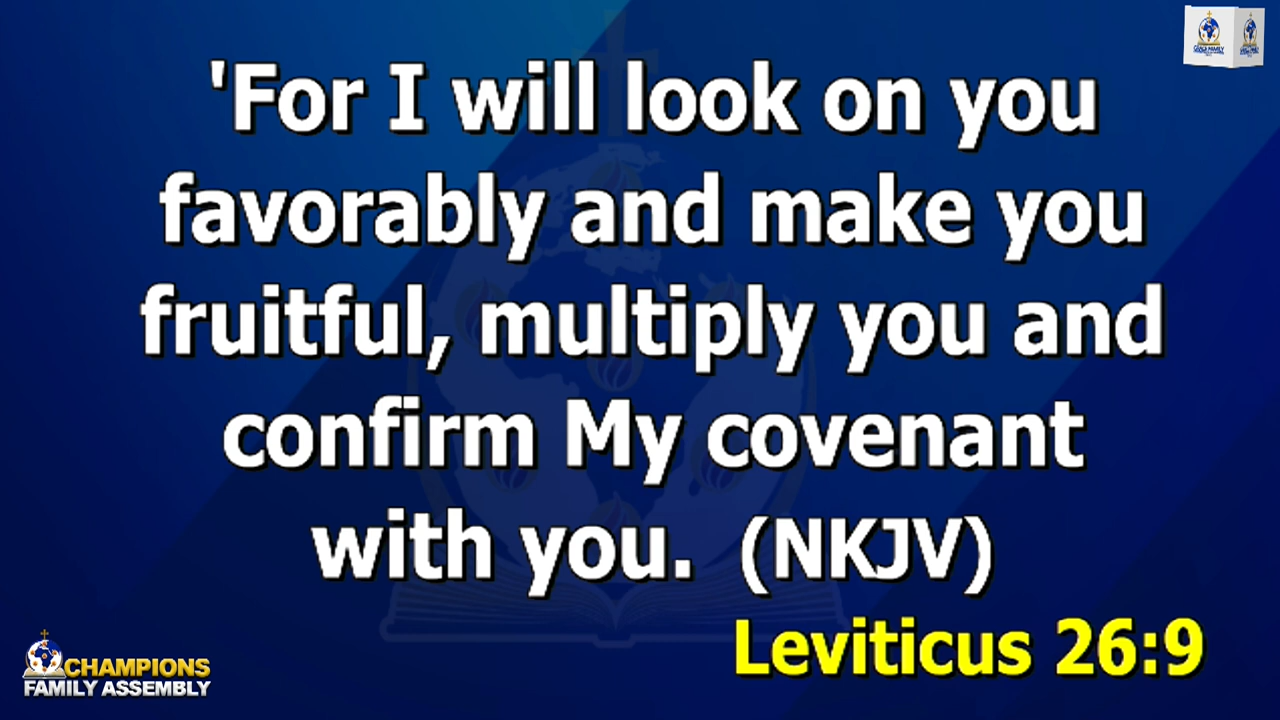 'For I will look on you
favorably and make you
fruitful, multiply you and
confirm My covenant
with you.  (NKJV)
Leviticus 26:9
CHAMPIONS
FAMILY ASSEMBLY